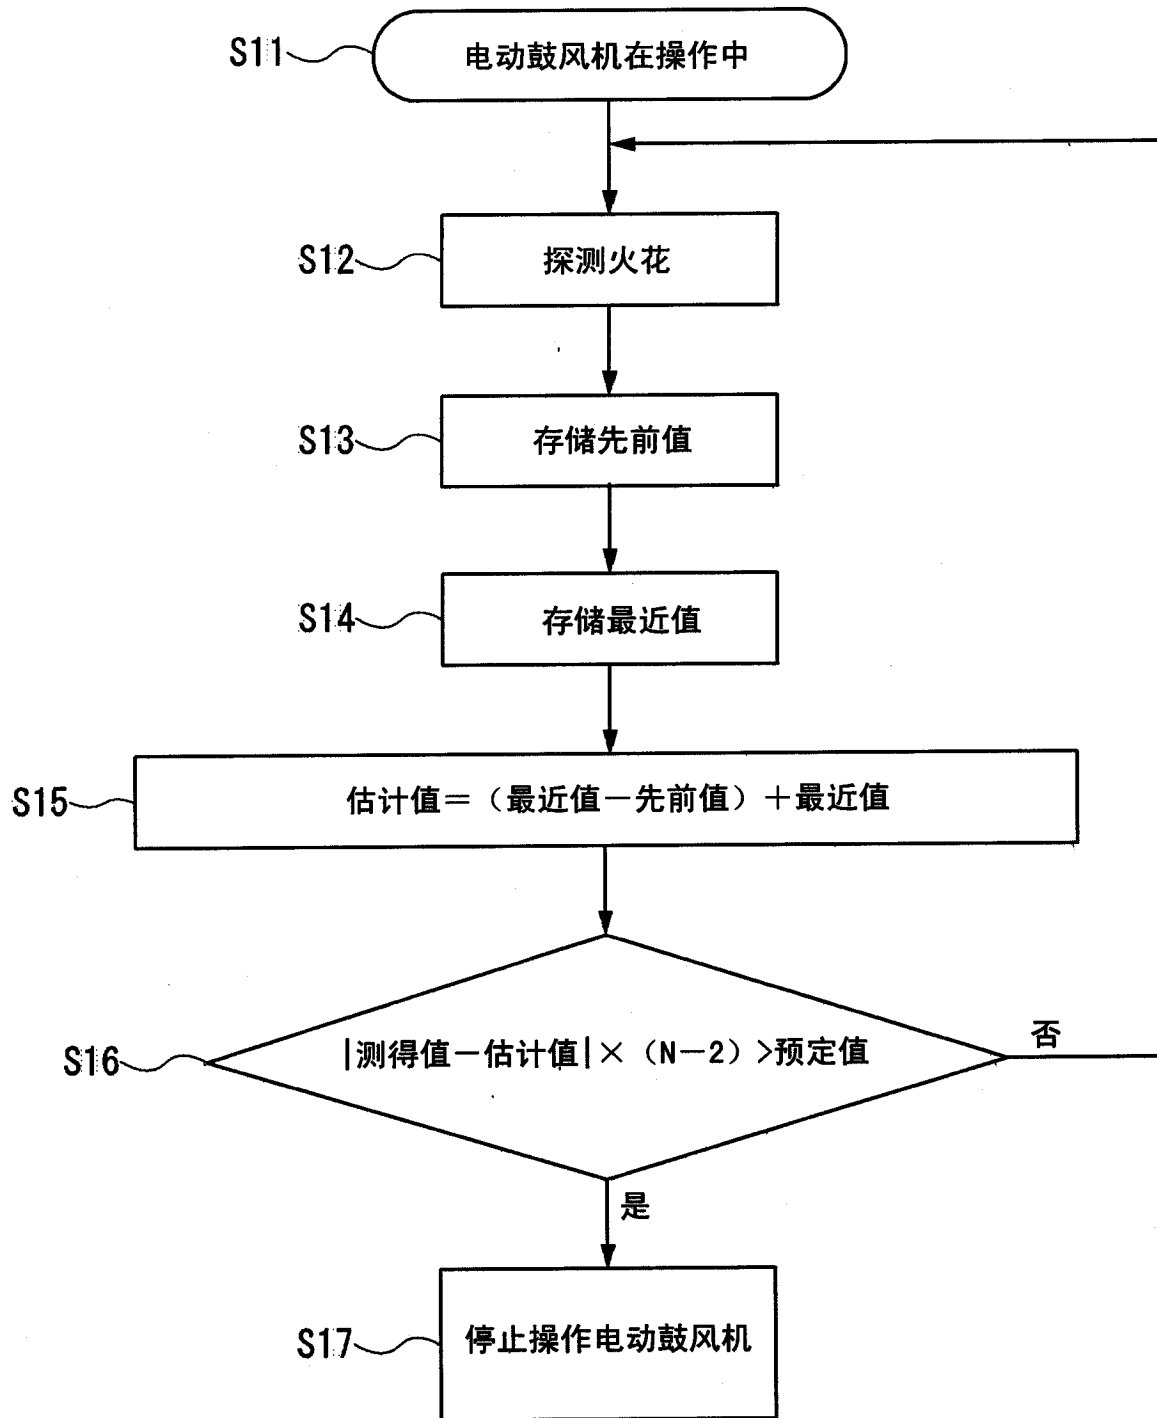 S11 电动鼓风机在操作中
S12 探测火花
S13 存储先前值
S14 存储最近值
S15 估计值=（最近值－先前值）＋最近值
S16 |测得值－估计值|×（N－2）>预定值
否
是
S17 停止操作电动鼓风机